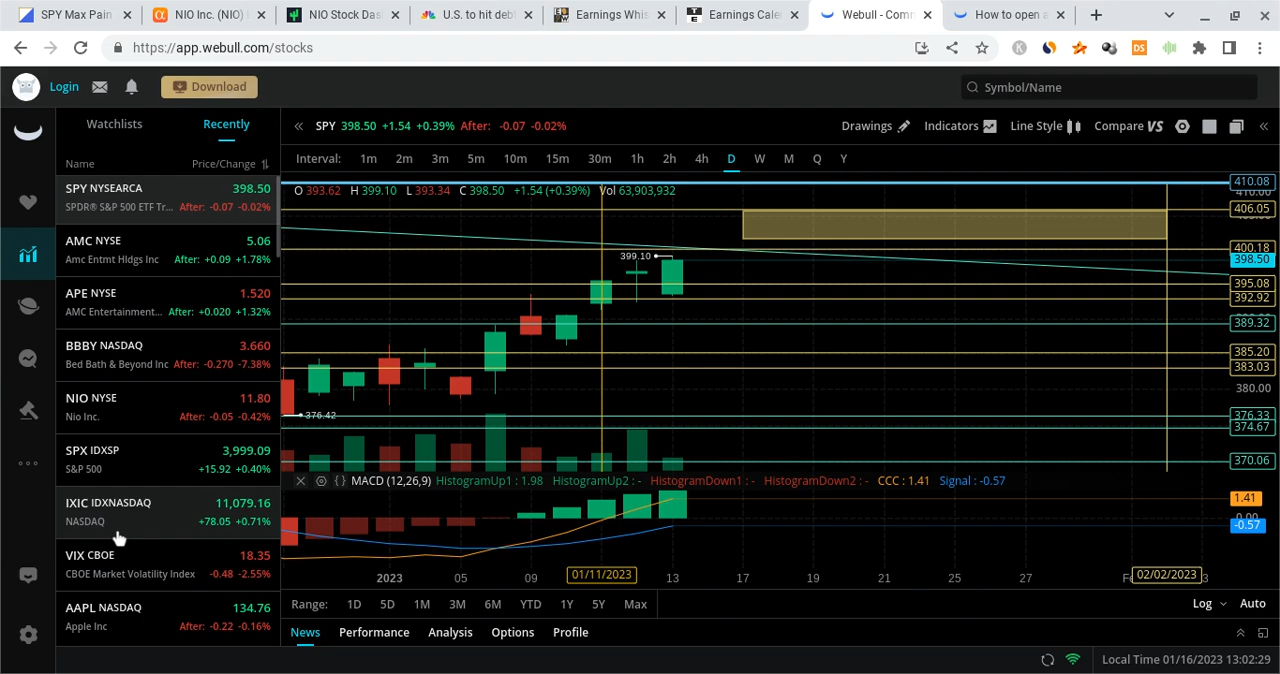 SPY Max Pain
NIO Inc. (NIO)
NIO Stock Das
U.S. to hit deb
Earnings Whis
Earnings Cale
Webull - Comm
How to open a
https://app.webull.com/stocks
Login
Download
Symbol/Name
Watchlists
Recently
SPY 398.50 +1.54 +0.39% After: -0.07 -0.02%
Drawings
Indicators
Line Style
Compare VS
Name
Price/Change
Interval: 1m 2m 3m 5m 10m 15m 30m 1h 2h 4h D W M Q Y
SPY NYSEARCA
398.50
SPDR® S&P 500 ETF Tr...
After: -0.07 -0.02%
AMC NYSE
5.06
Amc Entmt Hldgs Inc
After: +0.09 +1.78%
APE NYSE
1.520
AMC Entertainment...
After: +0.020 +1.32%
BBBY NASDAQ
3.660
Bed Bath & Beyond Inc
After: -0.270 -7.38%
NIO NYSE
11.80
Nio Inc.
After: -0.05 -0.42%
SPX IDXSP
3,999.09
S&P 500
+15.92 +0.40%
IXIC IDXNASDAQ
11,079.16
NASDAQ
+78.05 +0.71%
VIX CBOE
18.35
CBOE Market Volatility Index
-0.48 -2.55%
AAPL NASDAQ
134.76
Apple Inc
After: -0.22 -0.16%
O 393.62 H 399.10 L 393.34 C 398.50 +1.54 (+0.39%) Vol 63,903,932
399.10
376.42
410.08
406.05
400.18
398.50
395.08
392.92
389.32
385.20
383.03
380.00
376.33
374.67
370.06
MACD (12,26,9) HistogramUp1 : 1.98 HistogramUp2 : - HistogramDown1 : - HistogramDown2 : - CCC : 1.41 Signal : -0.57
1.41
0.00
-0.57
2023 05 09 01/11/2023 13 17 19 21 25 27 02/02/2023 3
Range: 1D 5D 1M 3M 6M YTD 1Y 5Y Max
Log
Auto
News
Performance
Analysis
Options
Profile
Local Time 01/16/2023 13:02:29